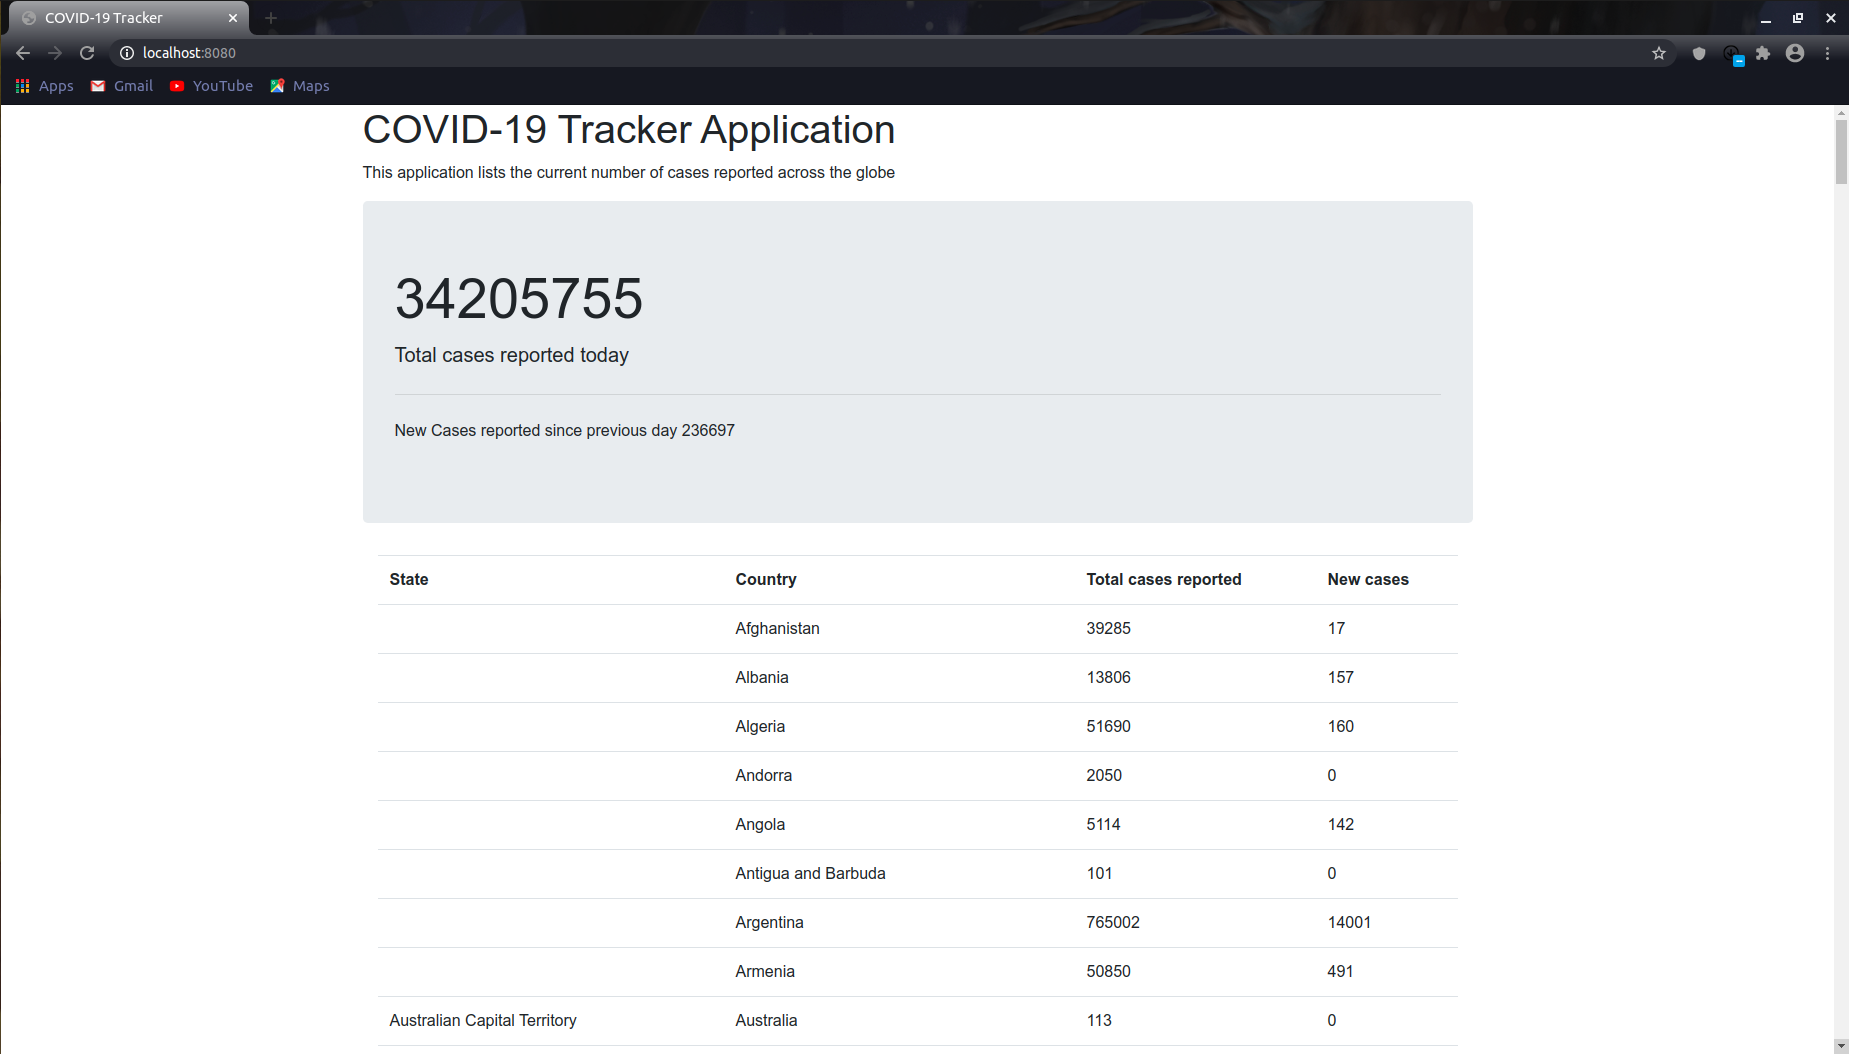 COVID-19 Tracker
localhost:8080
Apps Gmail YouTube Maps
COVID-19 Tracker Application
This application lists the current number of cases reported across the globe
34205755
Total cases reported today
New Cases reported since previous day 236697
State Country Total cases reported New cases
Afghanistan 39285 17
Albania 13806 157
Algeria 51690 160
Andorra 2050 0
Angola 5114 142
Antigua and Barbuda 101 0
Argentina 765002 14001
Armenia 50850 491
Australian Capital Territory Australia 113 0